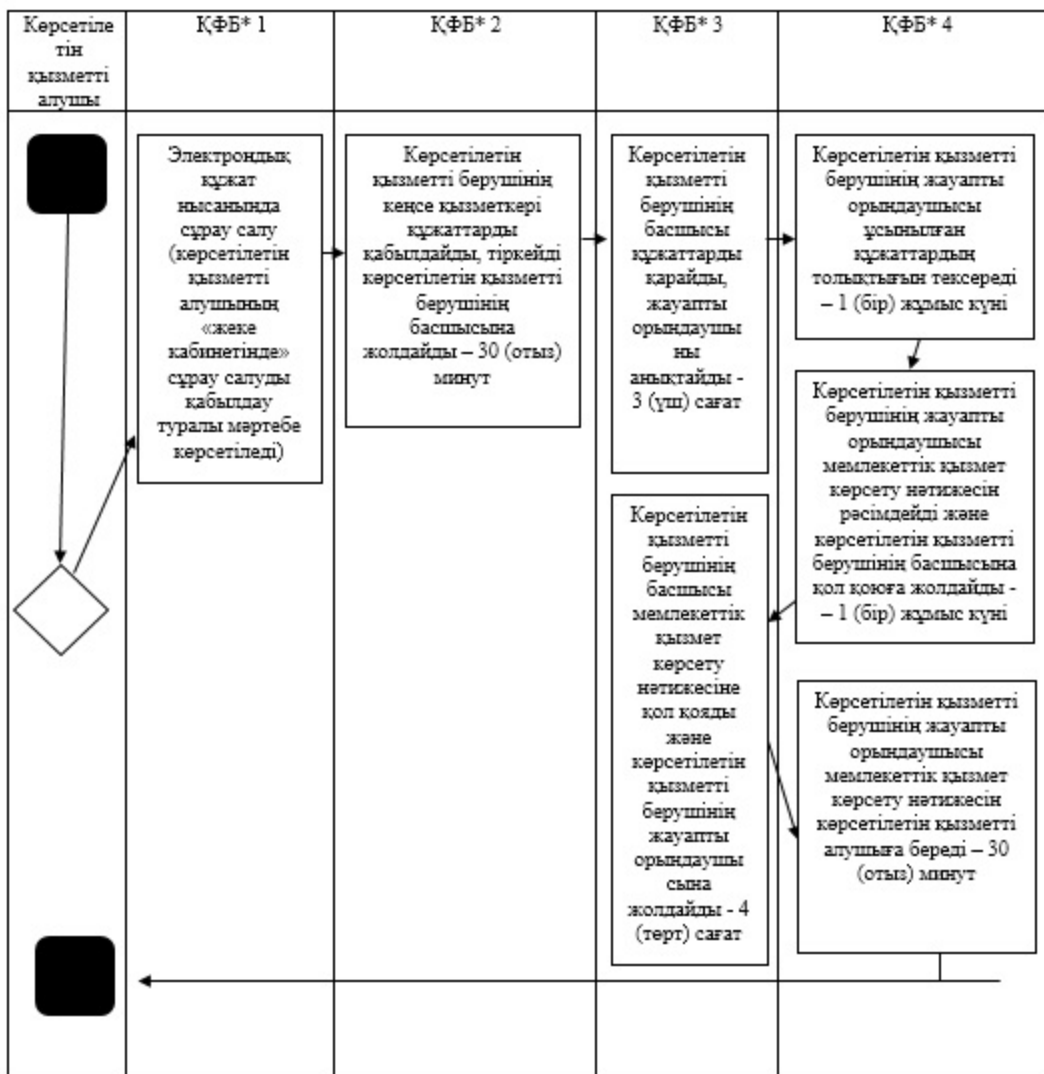 Көрсетіле
тін
қызметті
алушы
ҚФБ* 1
ҚФБ* 2
ҚФБ* 3
ҚФБ* 4
Электрондық
құжат
нысанында
сұрау салу
(көрсетілетін
қызметті
алушының
«жеке
кабинетінде»
сұрау салуды
қабылдау
туралы мәртебе
көрсетіледі)
Көрсетілетін
қызметті берушінің
кеңсе қызметкері
құжаттарды
қабылдайды, тіркейді
көрсетілетін қызметті
берушінің
басшысына
жолдайды – 30 (отыз)
минут
Көрсетілетін
қызметті
берушінің
басшысы
құжаттарды
қарайды,
жауапты
орындаушы
ны
анықтайды -
3 (үш) сағат
Көрсетілетін қызметті
берушінің жауапты
орындаушысы
ұсынылған
құжаттардың
толықтығын тексереді
– 1 (бір) жұмыс күні
Көрсетілетін қызметті
берушінің жауапты
орындаушысы
мемлекеттік қызмет
көрсету нәтижесін
рәсімдейді және
көрсетілетін қызметті
берушінің басшысына
қол қоюға жолдайды -
– 1 (бір) жұмыс күні
Көрсетілетін
қызметті
берушінің
басшысы
мемлекеттік
қызмет
көрсету
нәтижесіне
қол қояды
және
көрсетілетін
қызметті
берушінің
жауапты
орындаушы
сына
жолдайды - 4
(төрт) сағат
Көрсетілетін қызметті
берушінің жауапты
орындаушысы
мемлекеттік қызмет
көрсету нәтижесін
көрсетілетін қызметті
алушыға береді – 30
(отыз) минут